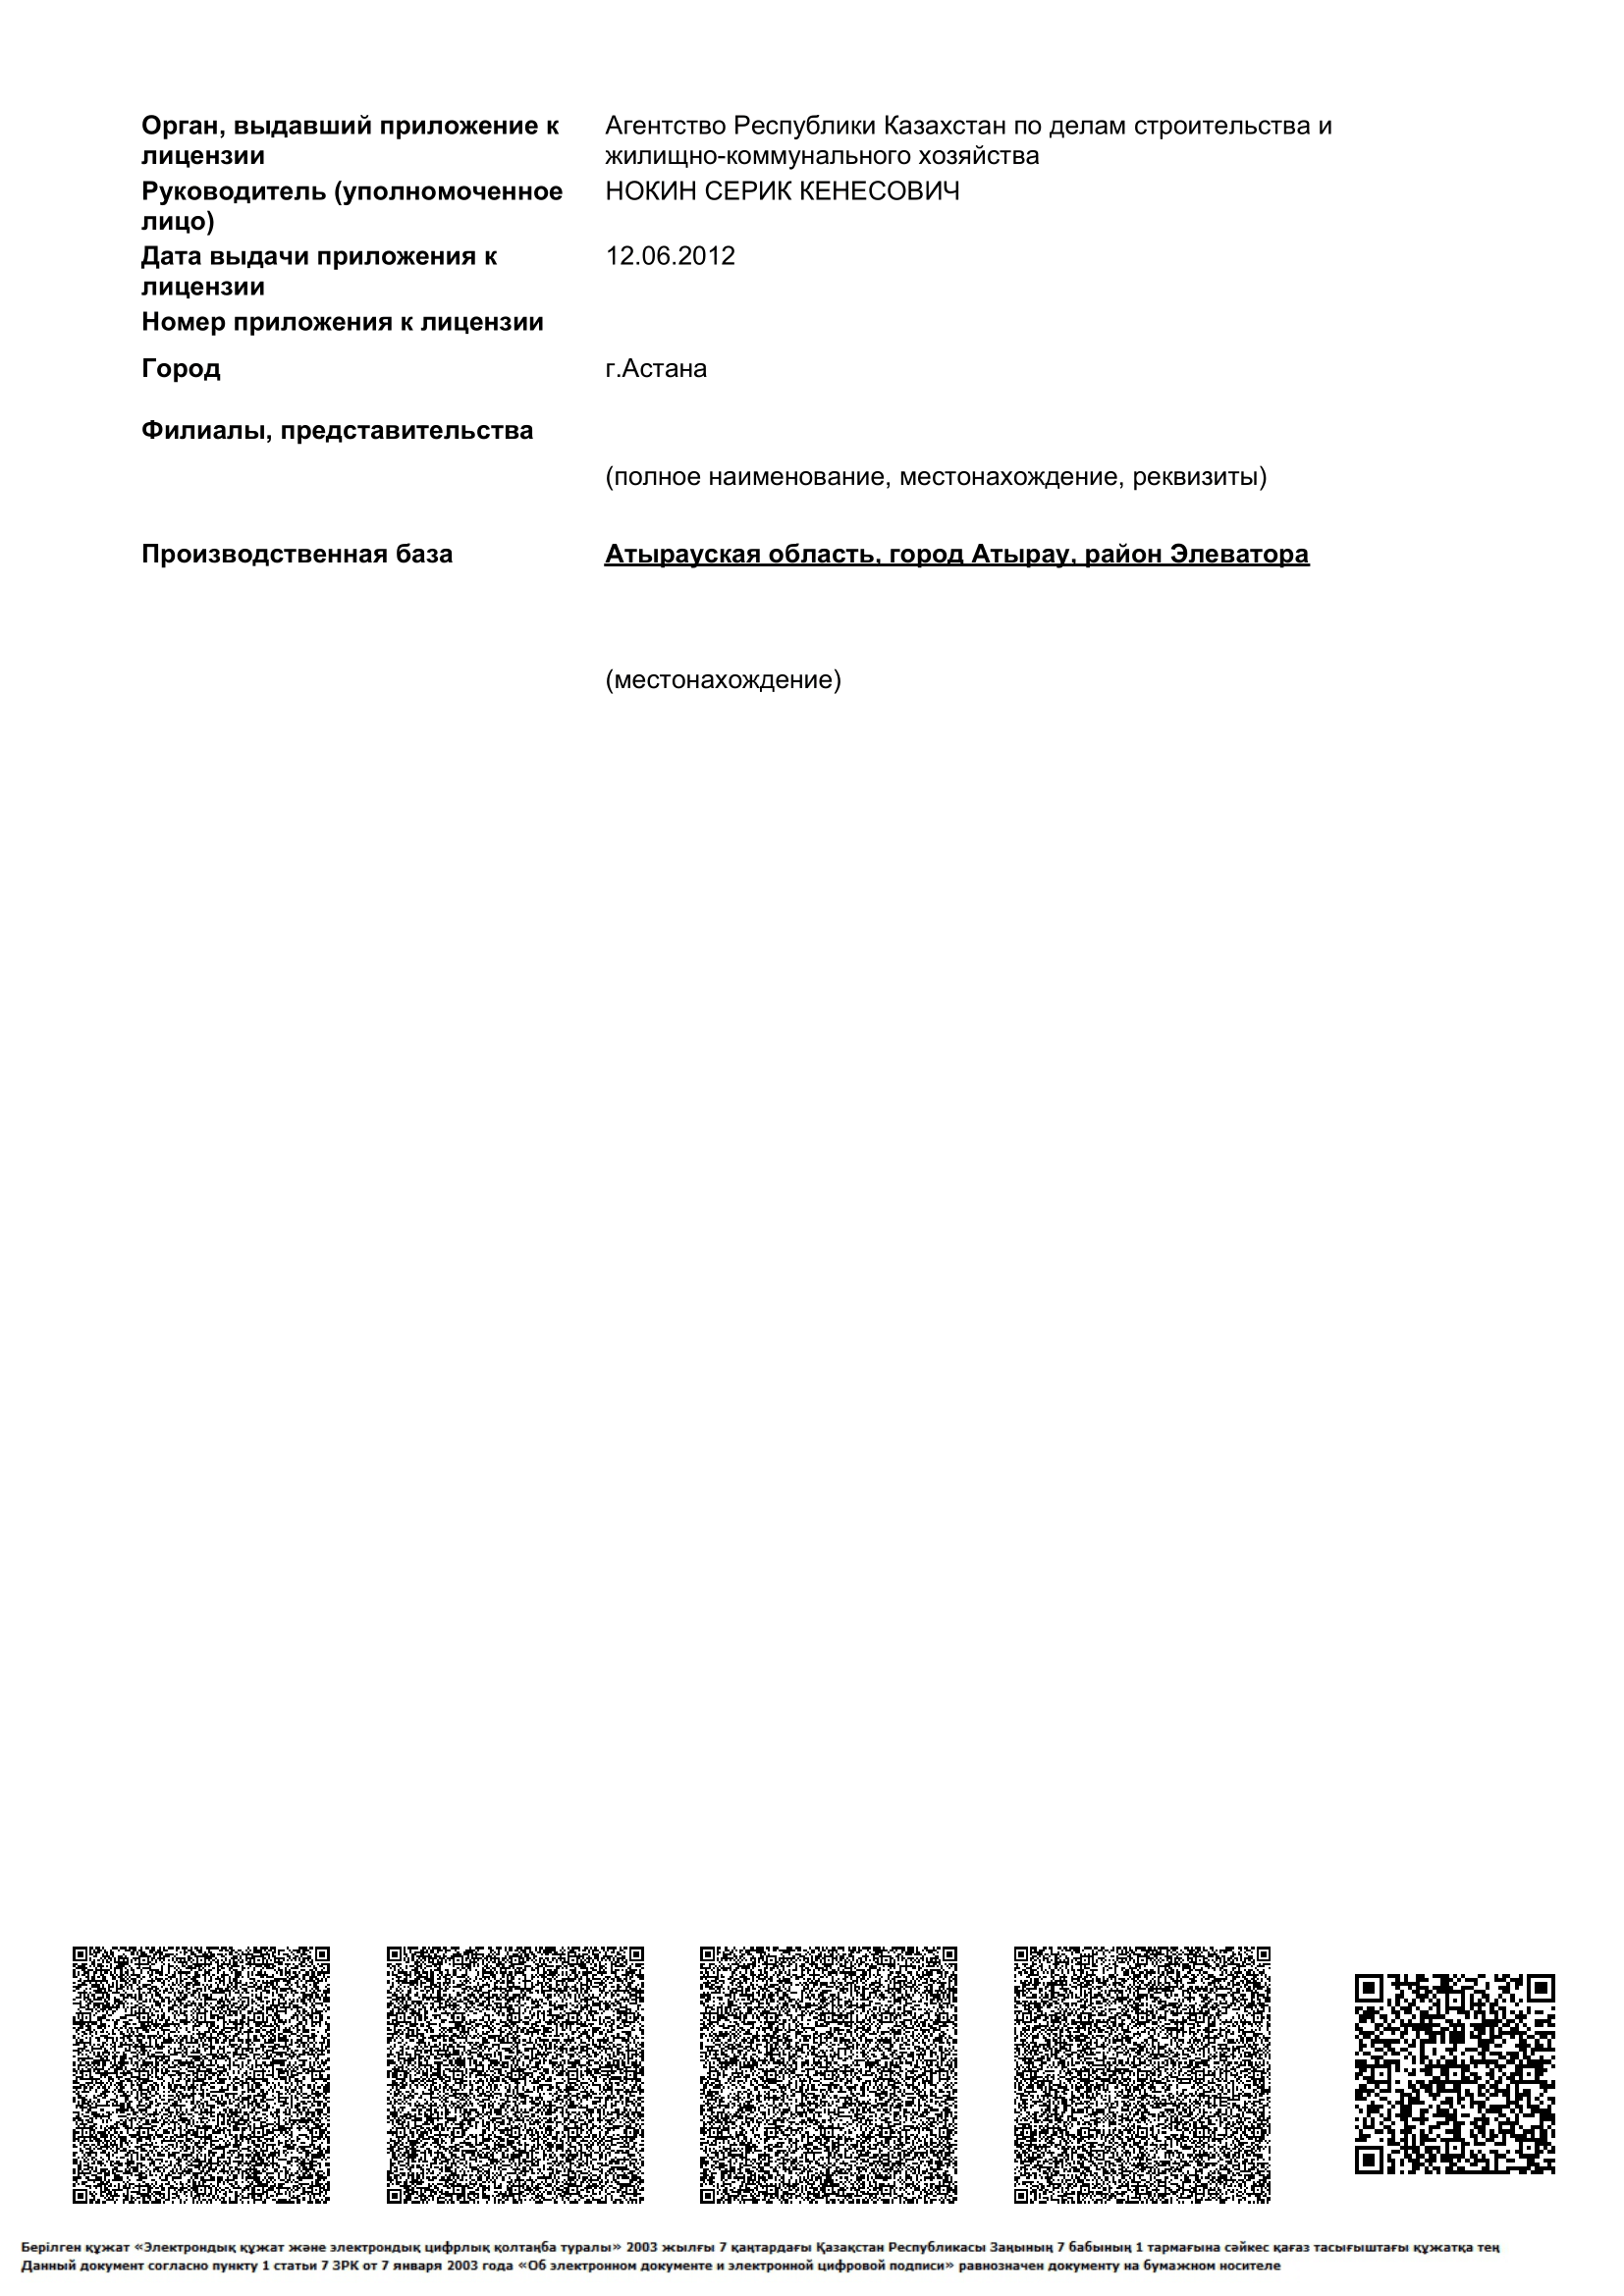 Орган, выдавший приложение к
лицензии
Агентство Республики Казахстан по делам строительства и
жилищно-коммунального хозяйства
Руководитель (уполномоченное
лицо)
НОКИН СЕРИК КЕНЕСОВИЧ
Дата выдачи приложения к
лицензии
12.06.2012
Номер приложения к лицензии
Город
г.Астана
Филиалы, представительства
(полное наименование, местонахождение, реквизиты)
Производственная база
Атырауская область, город Атырау, район Элеватора
(местонахождение)
Берілген құжат «Электрондық құжат және электрондық цифрлық қолтаңба туралы» 2003 жылғы 7 қаңтардағы Қазақстан Республикасы Заңының 7 бабының 1 тармағына сәйкес қағаз тасығыштағы құжатқа тең
Данный документ согласно пункту 1 статьи 7 ЗРК от 7 января 2003 года «Об электронном документе и электронной цифровой подписи» равнозначен документу на бумажном носителе